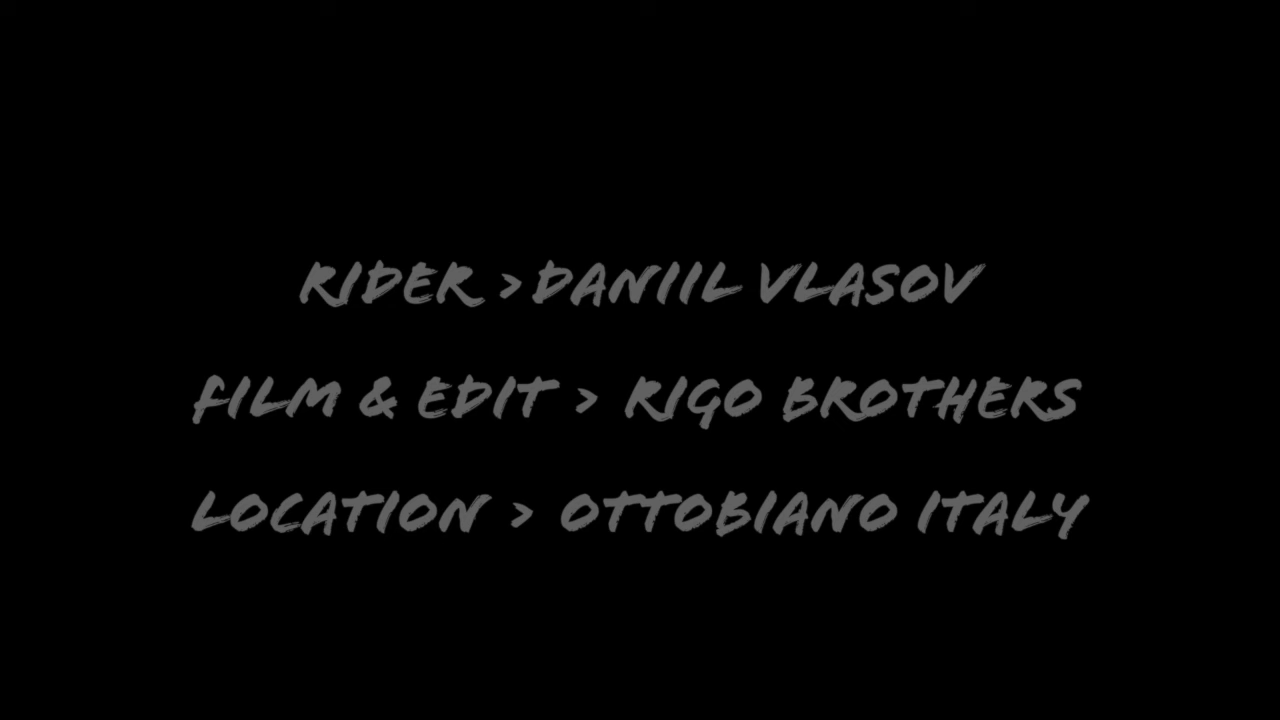 RIDER >DANIIL VLASOV
FILM & EDIT > RIGO BROTHERS
LOCATION > OTTOBIANO ITALY